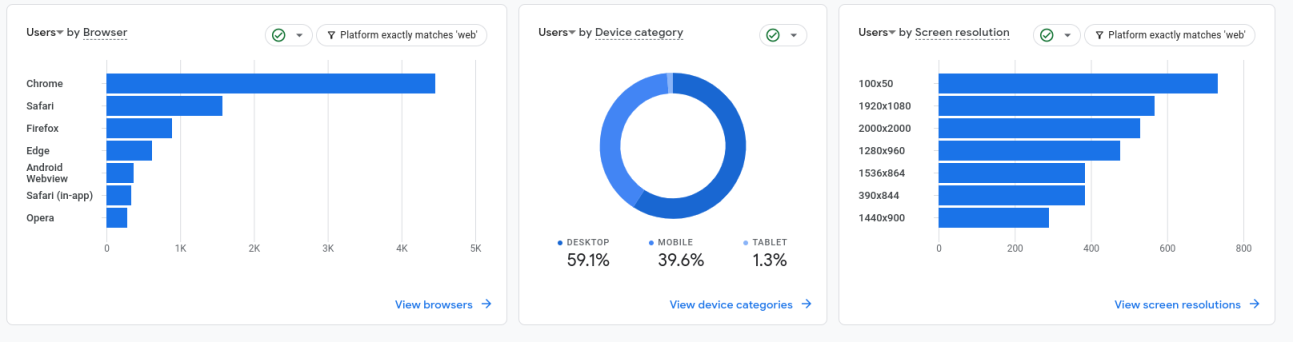 Users by Browser
Platform exactly matches 'web'
Chrome
Safari
Firefox
Edge
Android
Webview
Safari (in-app)
Opera
0 1K 2K 3K 4K 5K
View browsers
Users by Device category
DESKTOP MOBILE TABLET
59.1% 39.6% 1.3%
View device categories
Users by Screen resolution
Platform exactly matches 'web'
100x50
1920x1080
2000x2000
1280x960
1536x864
390x844
1440x900
0 200 400 600 800
View screen resolutions